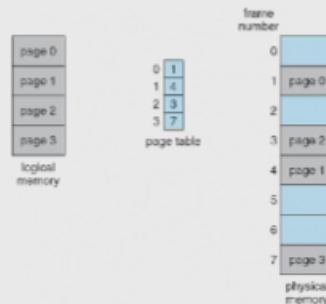 frame
number
0
page 0
1
page 0
page 1
0 1
2
1 4
page 2
2 3
3
page 2
page 3
3 7
4
page 1
logical
memory
page table
5
6
7
page 3
physical
memory